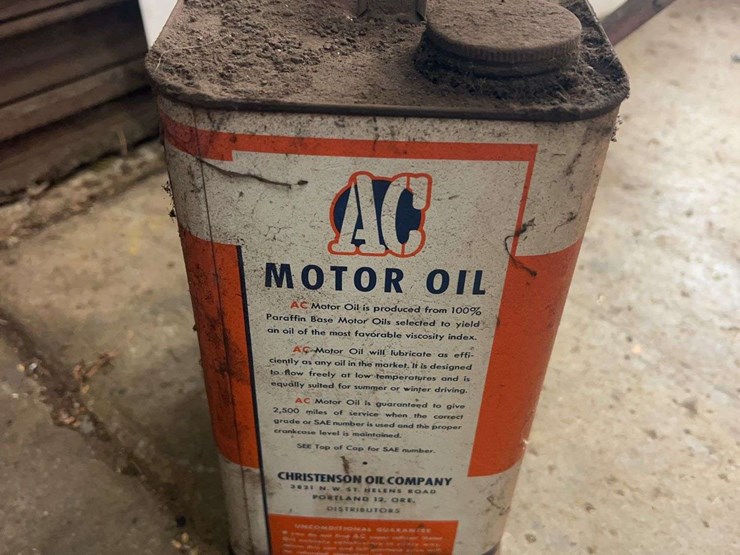 AC
MOTOR OIL
AC Motor Oil is produced from 100%
Paraffin Base Motor Oils selected to yield
an oil of the most favorable viscosity index.
AC Motor Oil will lubricate as effi-
ciently as any oil in the market. It is designed
to flow freely at low temperatures and is
equally suited for summer or winter driving.
AC Motor Oil is guaranteed to give
2,500 miles of service when the correct
grade or SAE number is used and the proper
crankcase level is maintained.
SEE Top of Cap for SAE number.
CHRISTENSON OIL COMPANY
3821 N.W. ST. HELENS ROAD
PORTLAND 13, ORE.
DISTRIBUTORS
UNCONDITIONAL GUARANTEE